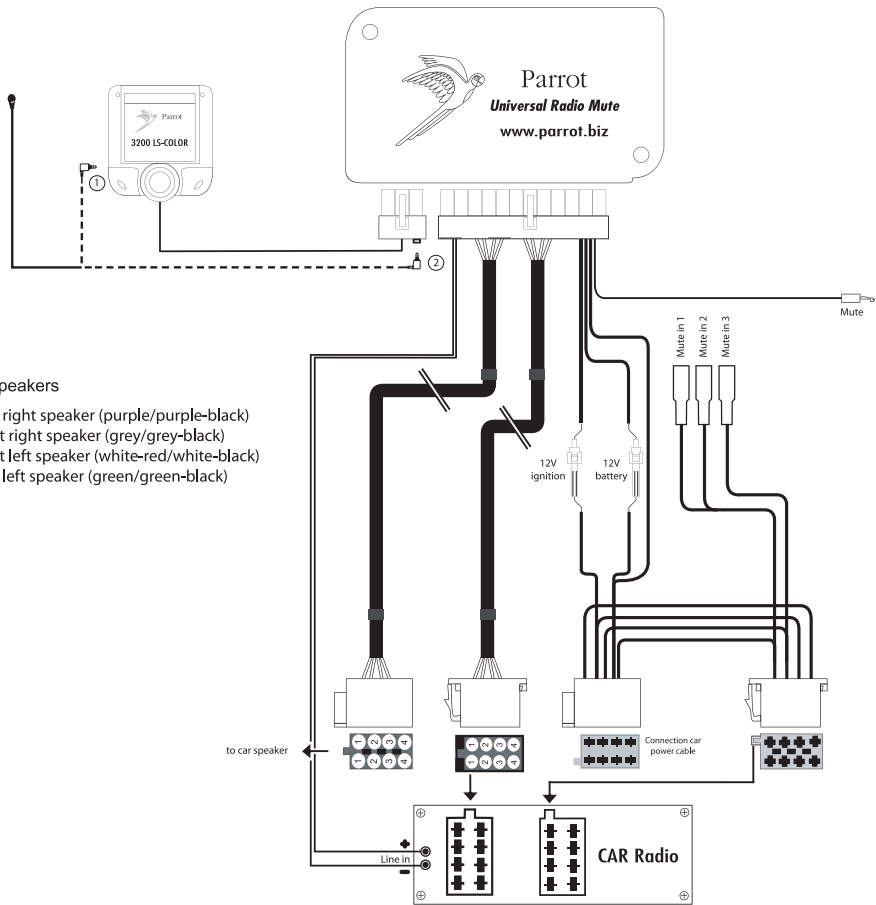 Parrot
Universal Radio Mute
www.parrot.biz
Parrot
3200 LS-COLOR
1
2
Mute
Mute in 1
Mute in 2
Mute in 3
peakers
right speaker (purple/purple-black)
t right speaker (grey/grey-black)
t left speaker (white-red/white-black)
left speaker (green/green-black)
12V
ignition
12V
battery
to car speaker
1 2 3 4
1 2 3 4
1 2 3 4
1 2 3 4
Connection car
power cable
+
Line in
-
CAR Radio